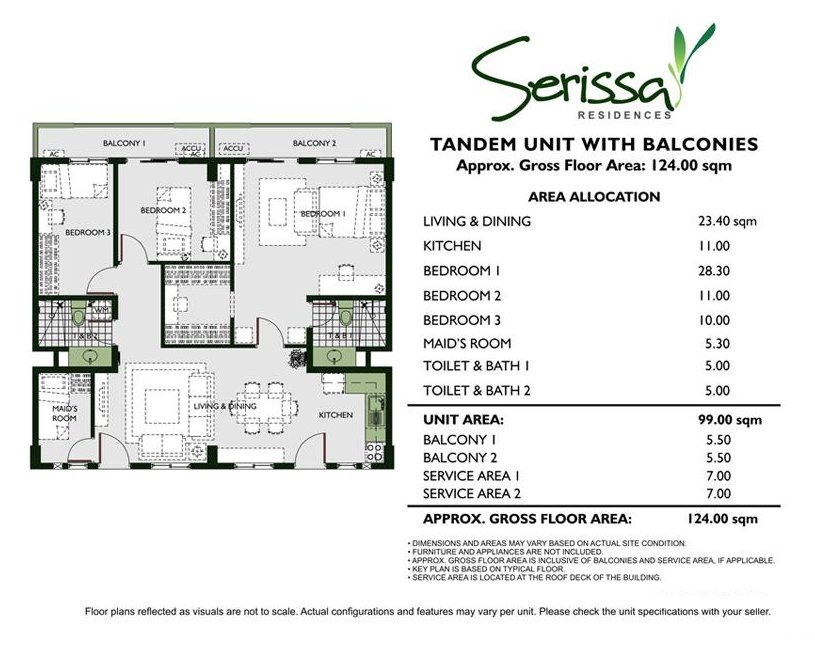 Serissa
RESIDENCES
TANDEM UNIT WITH BALCONIES
Approx. Gross Floor Area: 124.00 sqm
AREA ALLOCATION
LIVING & DINING 23.40 sqm
KITCHEN 11.00
BEDROOM 1 28.30
BEDROOM 2 11.00
BEDROOM 3 10.00
MAID'S ROOM 5.30
TOILET & BATH 1 5.00
TOILET & BATH 2 5.00
UNIT AREA: 99.00 sqm
BALCONY 1 5.50
BALCONY 2 5.50
SERVICE AREA 1 7.00
SERVICE AREA 2 7.00
APPROX. GROSS FLOOR AREA: 124.00 sqm
• DIMENSIONS AND AREAS MAY VARY BASED ON ACTUAL SITE CONDITION.
• FURNITURE AND APPLIANCES ARE NOT INCLUDED.
• APPROX. GROSS FLOOR AREA IS INCLUSIVE OF BALCONIES AND SERVICE AREA, IF APPLICABLE.
• KEY PLAN IS BASED ON TYPICAL FLOOR.
• SERVICE AREA IS LOCATED AT THE ROOF DECK OF THE BUILDING.
BALCONY 1
ACCU
ACCU
BALCONY 2
AC
AC
AC
BEDROOM 3
BEDROOM 2
BEDROOM 1
WM
T & B 2
T & B 1
MAID'S
ROOM
LIVING & DINING
KITCHEN
Floor plans reflected as visuals are not to scale. Actual configurations and features may vary per unit. Please check the unit specifications with your seller.